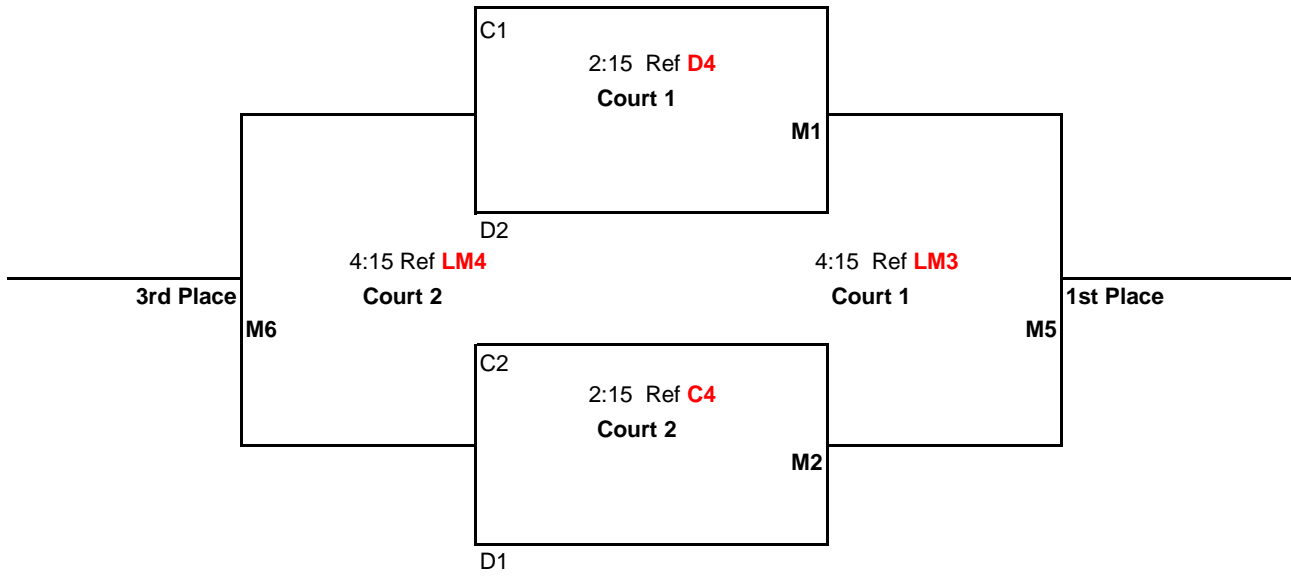 C1
2:15 Ref D4
Court 1
M1
D2
4:15 Ref LM4
Court 2
4:15 Ref LM3
Court 1
3rd Place
1st Place
M6
M5
C2
2:15 Ref C4
Court 2
M2
D1